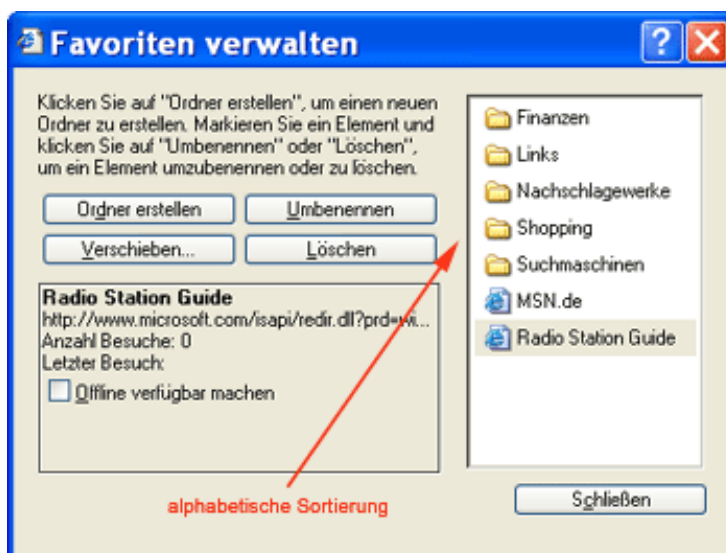 Favoriten verwalten
Klicken Sie auf "Ordner erstellen", um einen neuen
Ordner zu erstellen. Markieren Sie ein Element und
klicken Sie auf "Umbenennen" oder "Löschen",
um ein Element umzubenennen oder zu löschen.
Ordner erstellen
Umbenennen
Verschieben...
Löschen
Radio Station Guide
http://www.microsoft.com/isapi/redir.dll?prd=wi...
Anzahl Besuche: 0
Letzter Besuch:
Offline verfügbar machen
Finanzen
Links
Nachschlagewerke
Shopping
Suchmaschinen
MSN.de
Radio Station Guide
alphabetische Sortierung
Schließen